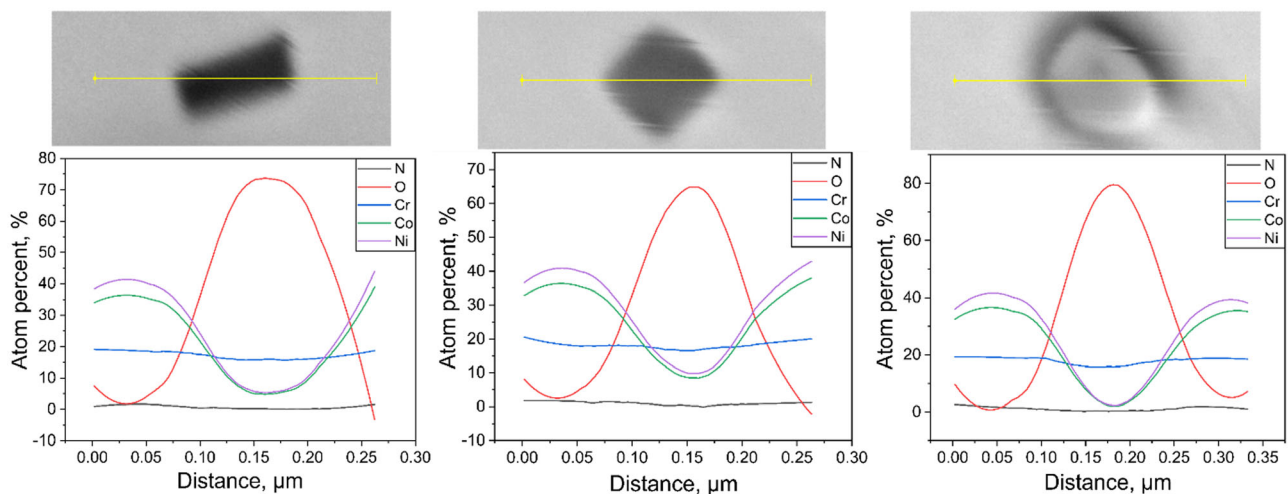 80
70
60
50
40
30
20
10
0
-10
Atom percent, %
N
O
Cr
Co
Ni
0.00 0.05 0.10 0.15 0.20 0.25 0.30
Distance, µm
70
60
50
40
30
20
10
0
-10
Atom percent, %
N
O
Cr
Co
Ni
0.00 0.05 0.10 0.15 0.20 0.25 0.30
Distance, µm
80
60
40
20
0
Atom percent, %
N
O
Cr
Co
Ni
0.00 0.05 0.10 0.15 0.20 0.25 0.30 0.35
Distance, µm